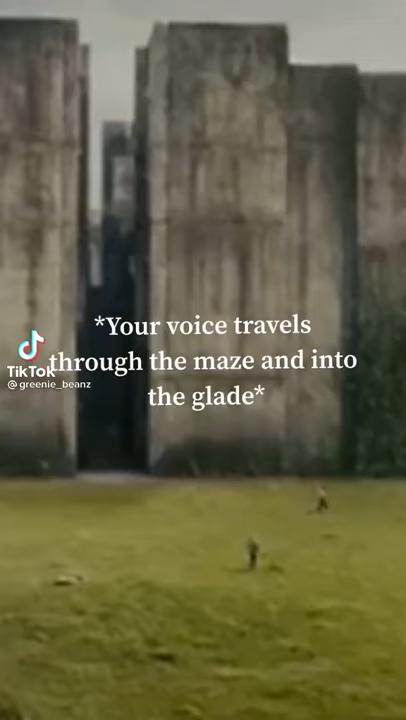 *Your voice travels
through the maze and into
the glade*
TikTok
@greenie_beanz